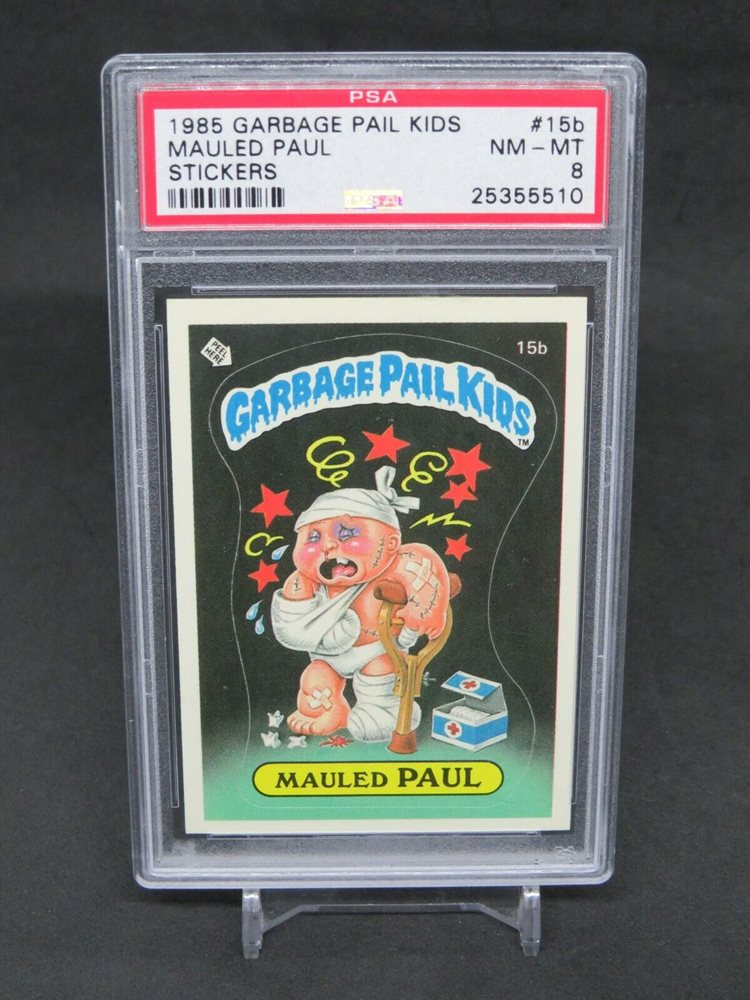 PSA
1985 GARBAGE PAIL KIDS #15b
MAULED PAUL NM - MT
STICKERS 8
PSA 25355510
PEEL HERE
15b
GARBAGE PAIL KIDS
TM
MAULED PAUL